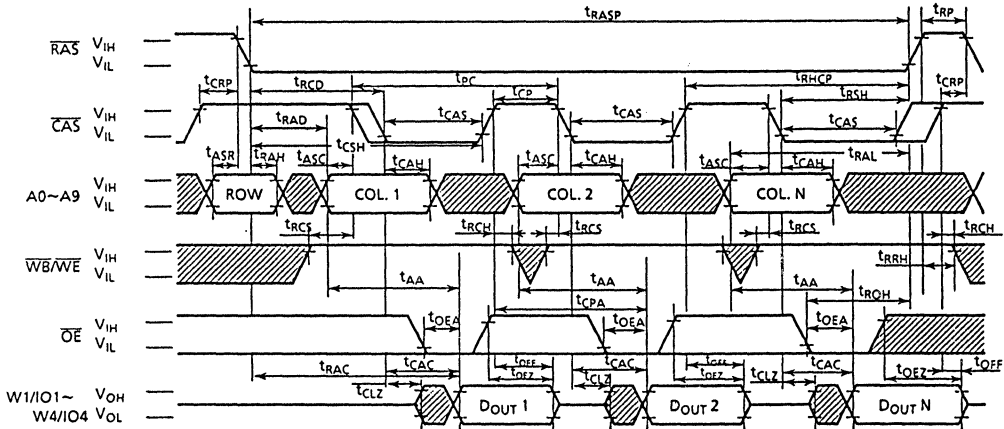 tRASP tRP
RAS VIH
VIL
tCRP tRCD tPC tCP tRHCP tRSH tCRP
CAS VIH
VIL
tRAD tCAS tCAS tCAS
tCSH
tASR tRAH tASC tCAH tASC tCAH tASC tRAL tCAH
A0~A9 VIH
VIL
ROW COL. 1 COL. 2 COL. N
tRCS tRCH tRCS tRCS tRCH
WB/WE VIH
VIL
tRRH
tAA tAA tAA
tCPA tROH
OE VIH
VIL
tOEA tOEA tOEA
tRAC tCAC tOFF tCAC tOFF tCAC tOFF
tCLZ tOEZ tCLZ tOEZ tCLZ tOEZ
W1/IO1~ VOH
W4/IO4 VOL
DOUT 1 DOUT 2 DOUT N